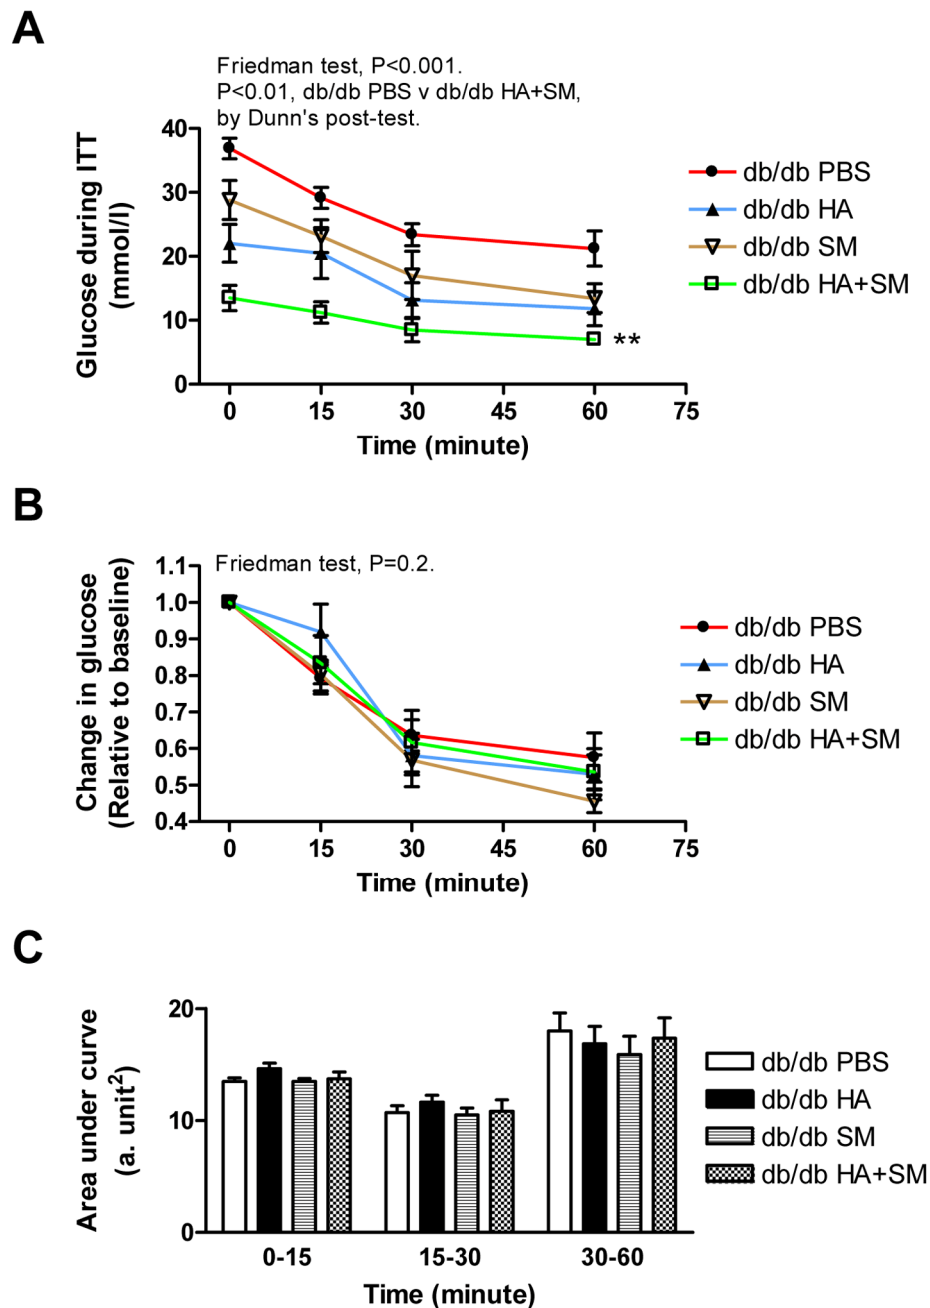 A
Friedman test, P<0.001.
P<0.01, db/db PBS v db/db HA+SM,
by Dunn's post-test.
Glucose during ITT
(mmol/l)
40
30
20
10
0
0 15 30 45 60 75
Time (minute)
**
db/db PBS
db/db HA
db/db SM
db/db HA+SM
B
Friedman test, P=0.2.
Change in glucose
(Relative to baseline)
1.1
1.0
0.9
0.8
0.7
0.6
0.5
0.4
0 15 30 45 60 75
Time (minute)
db/db PBS
db/db HA
db/db SM
db/db HA+SM
C
Area under curve
(a. unit²)
20
10
0
0-15 15-30 30-60
Time (minute)
db/db PBS
db/db HA
db/db SM
db/db HA+SM